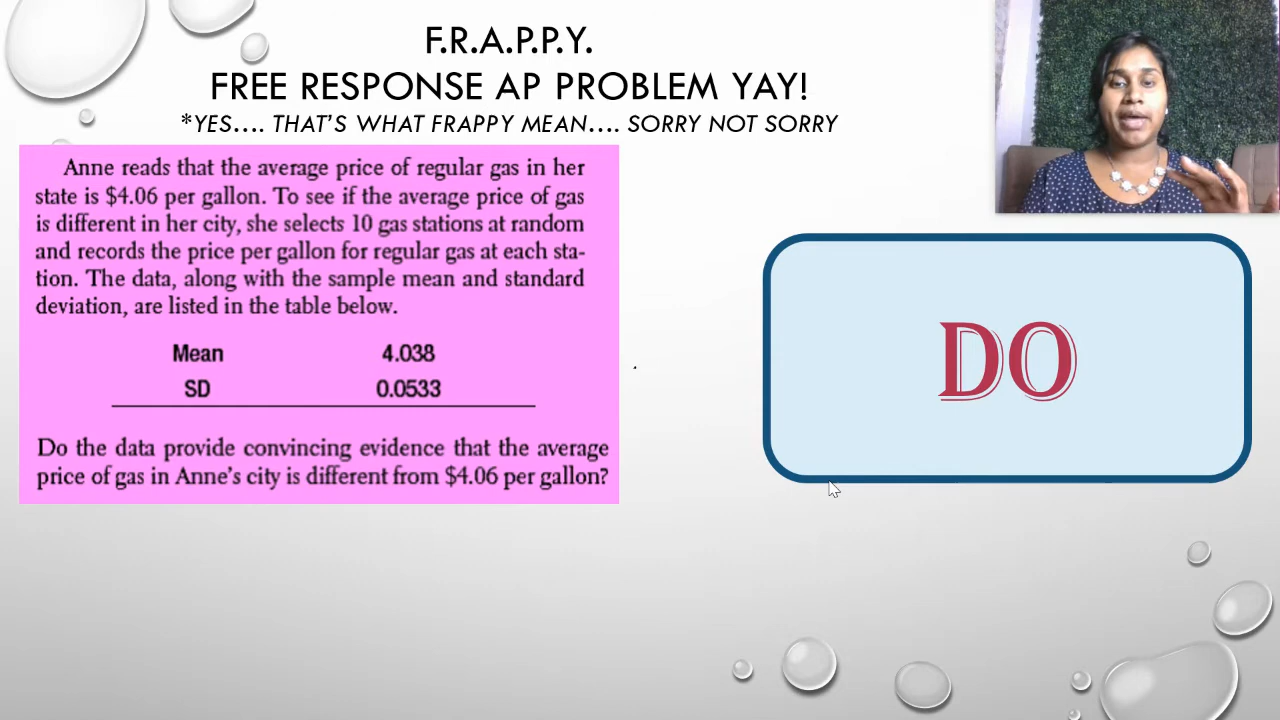 F.R.A.P.P.Y.
FREE RESPONSE AP PROBLEM YAY!
*YES…. THAT'S WHAT FRAPPY MEAN…. SORRY NOT SORRY
Anne reads that the average price of regular gas in her
state is $4.06 per gallon. To see if the average price of gas
is different in her city, she selects 10 gas stations at random
and records the price per gallon for regular gas at each sta-
tion. The data, along with the sample mean and standard
deviation, are listed in the table below.
Mean 4.038
SD 0.0533
Do the data provide convincing evidence that the average
price of gas in Anne's city is different from $4.06 per gallon?
.
DO